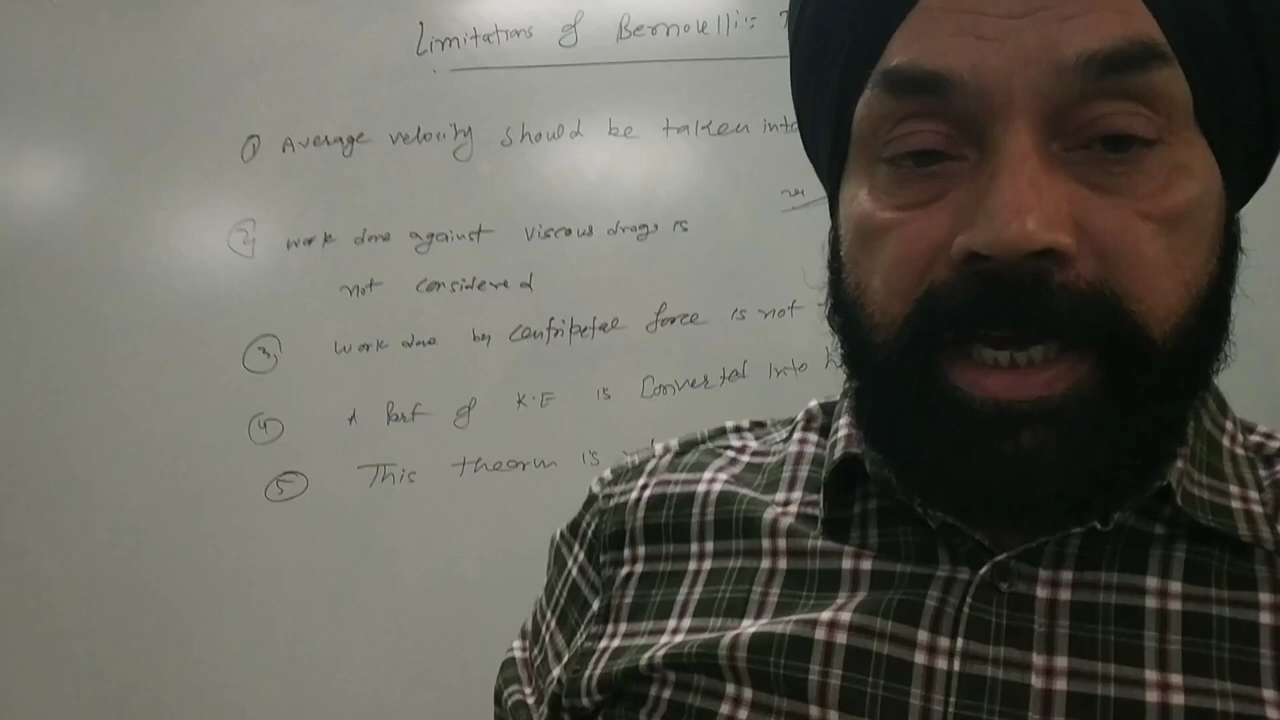 Limitations of Bernoulli's
① Average velocity should be taken into
② Work done against viscous drags is
not considered
③ Work done by centripetal force is not
④ A Part of K.E is Converted Into
⑤ This theorm is